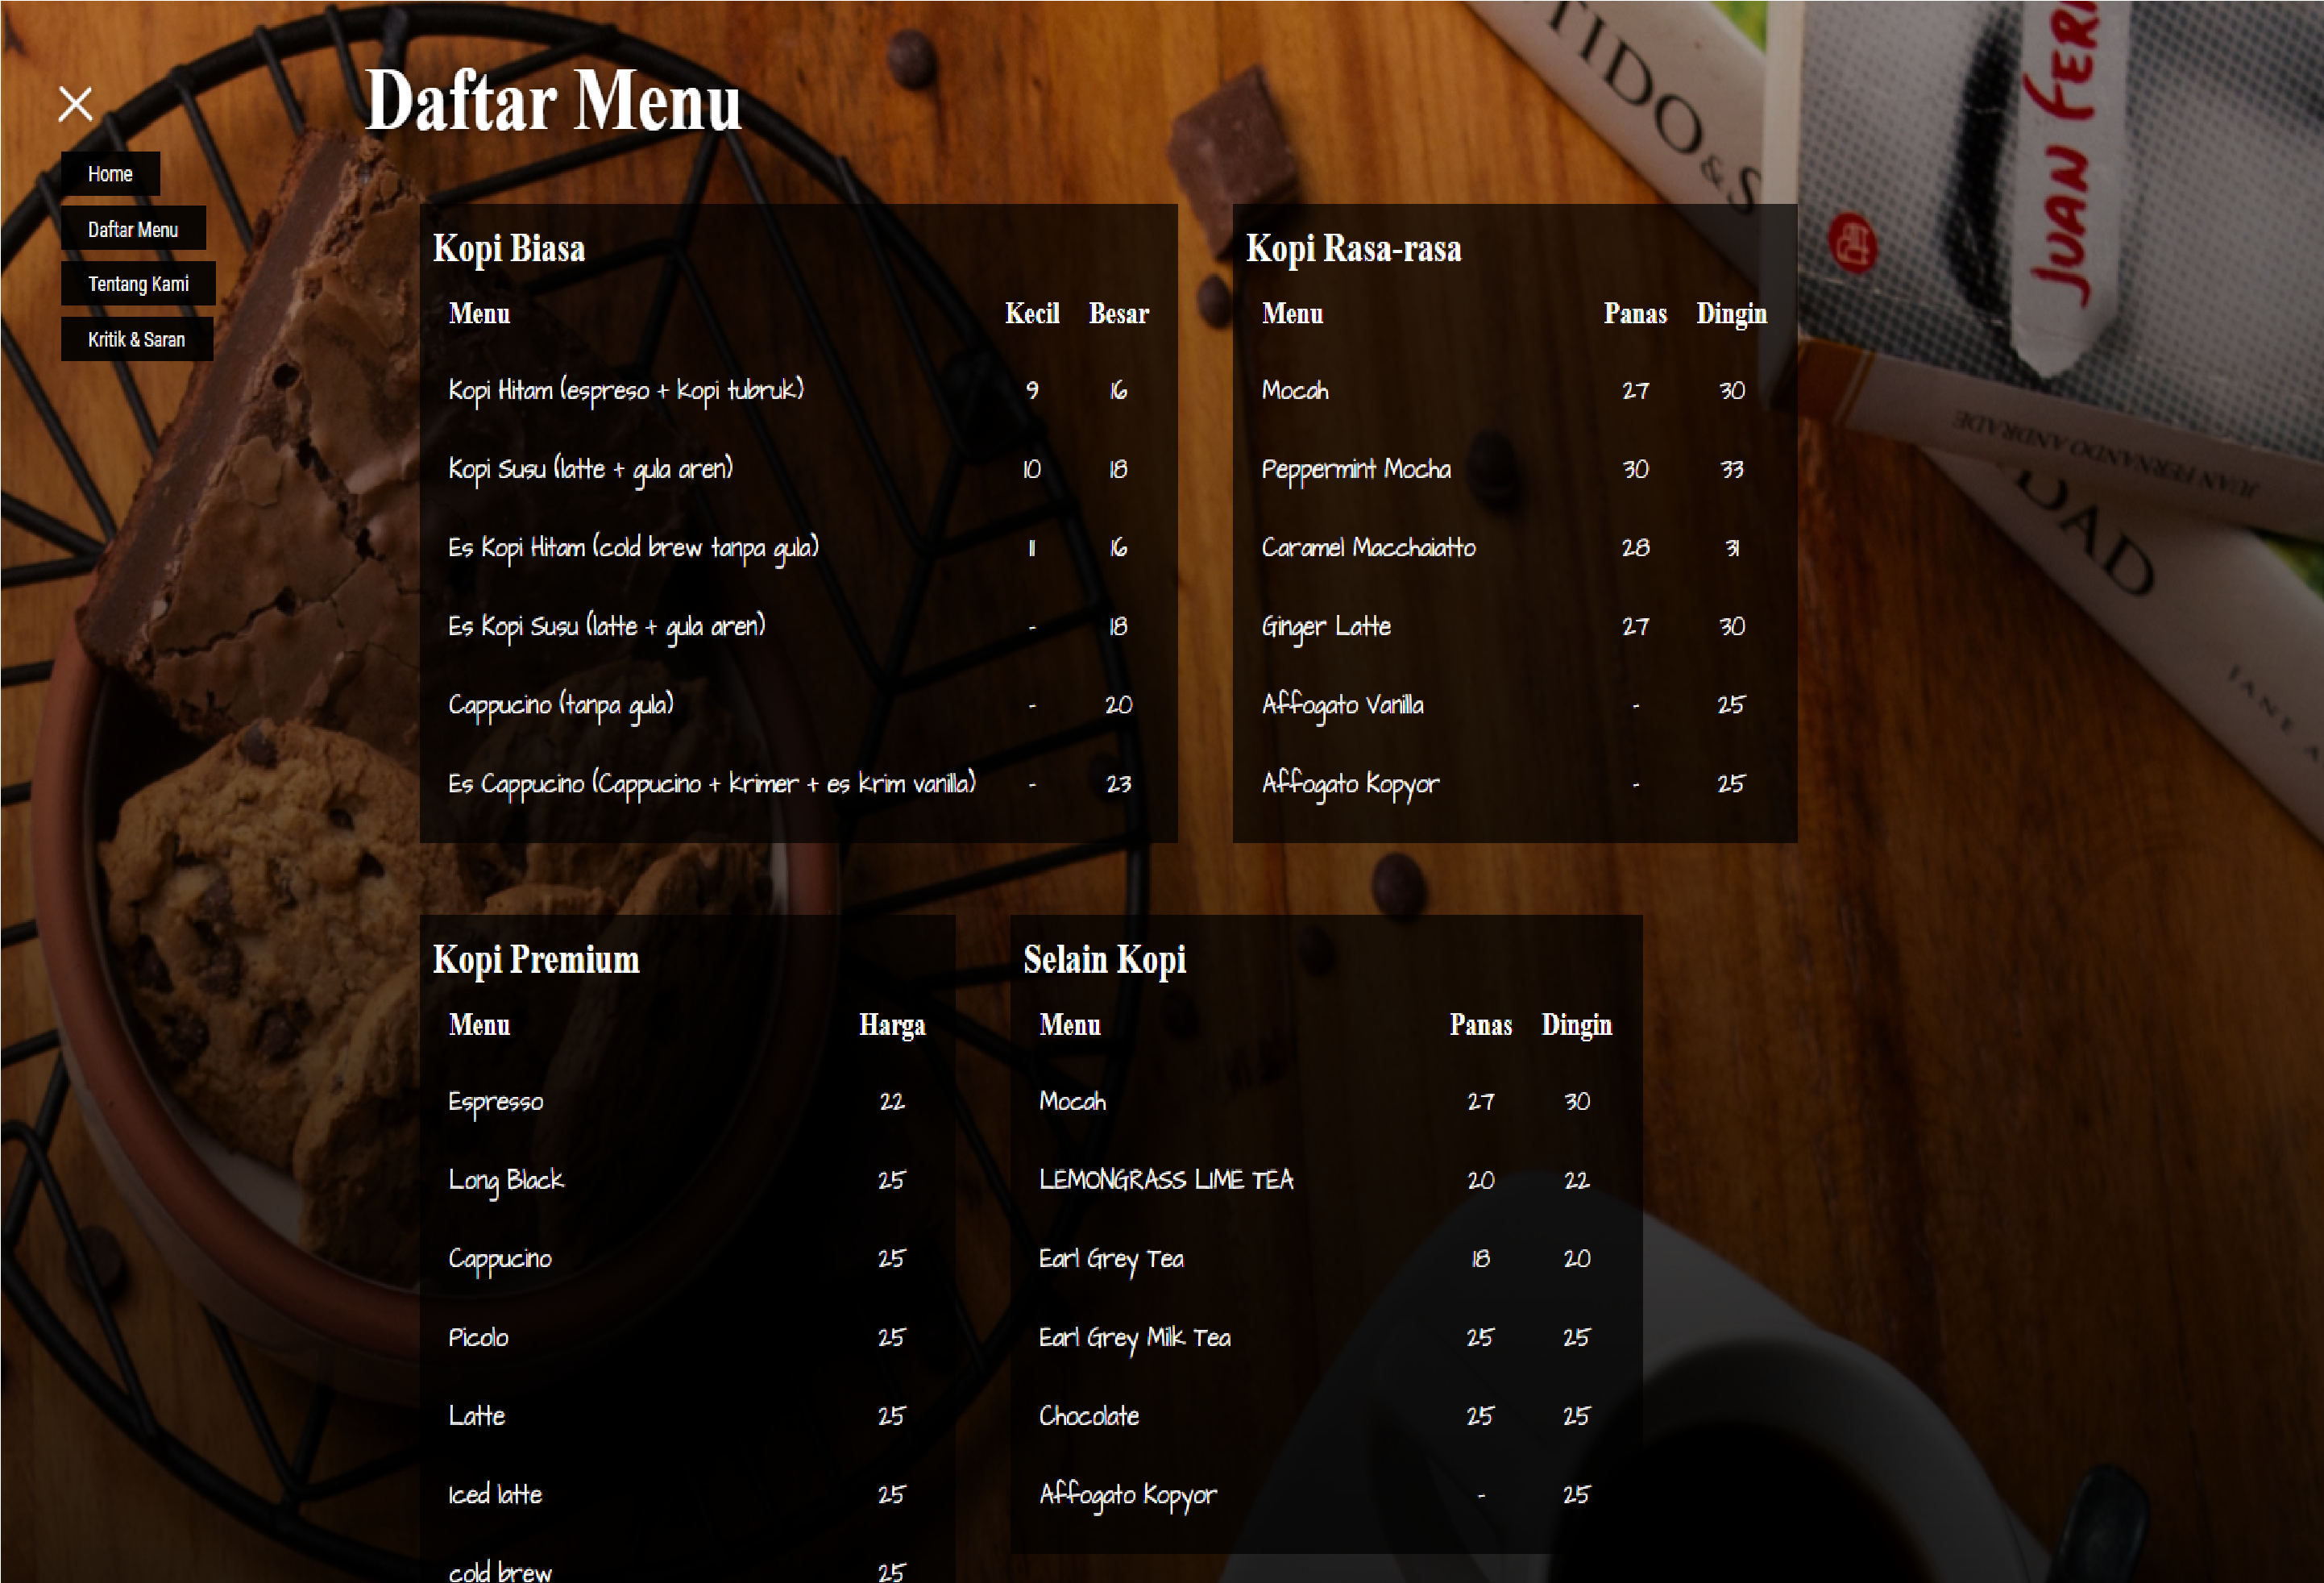 Daftar Menu
Home
Daftar Menu
Tentang Kami
Kritik & Saran
Kopi Biasa
Menu Kecil Besar
Kopi Hitam (espreso + kopi tubruk) 9 16
Kopi Susu (latte + gula aren) 10 18
Es Kopi Hitam (cold brew tanpa gula) 11 16
Es Kopi Susu (latte + gula aren) - 18
Cappucino (tanpa gula) - 20
Es Cappucino (Cappucino + krimer + es krim vanilla) - 23
Kopi Rasa-rasa
Menu Panas Dingin
Mocah 27 30
Peppermint Mocha 30 33
Caramel Macchaiatto 28 31
Ginger Latte 27 30
Affogato Vanilla - 25
Affogato Kopyor - 25
Kopi Premium
Menu Harga
Espresso 22
Long Black 25
Cappucino 25
Picolo 25
Latte 25
Iced latte 25
cold brew 25
Selain Kopi
Menu Panas Dingin
Mocah 27 30
LEMONGRASS LIME TEA 20 22
Earl Grey Tea 18 20
Earl Grey Milk Tea 25 25
Chocolate 25 25
Affogato Kopyor - 25
TIDO & S
JUAN FER
JUAN FERNANDO ANDRADE
DAD
JANE A